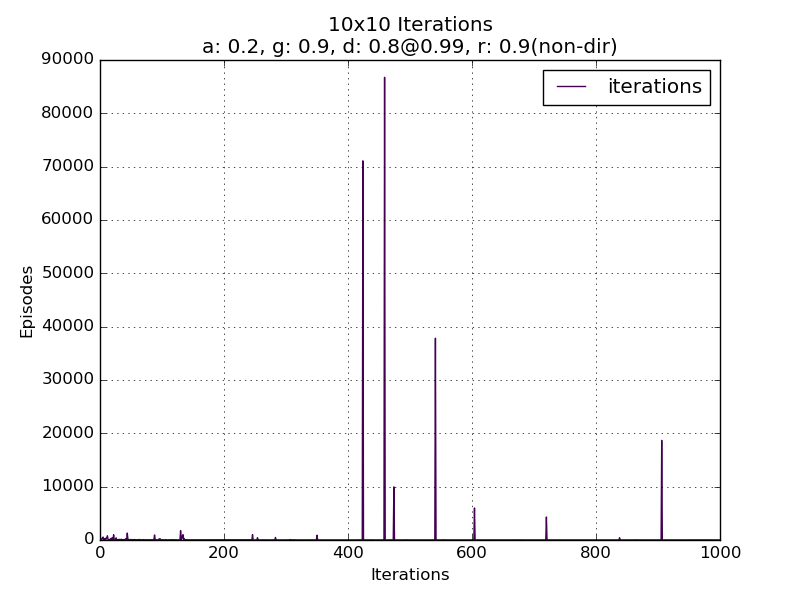 10x10 Iterations
a: 0.2, g: 0.9, d: 0.8@0.99, r: 0.9(non-dir)
iterations
90000
80000
70000
60000
50000
40000
30000
20000
10000
0
Episodes
0 200 400 600 800 1000
Iterations